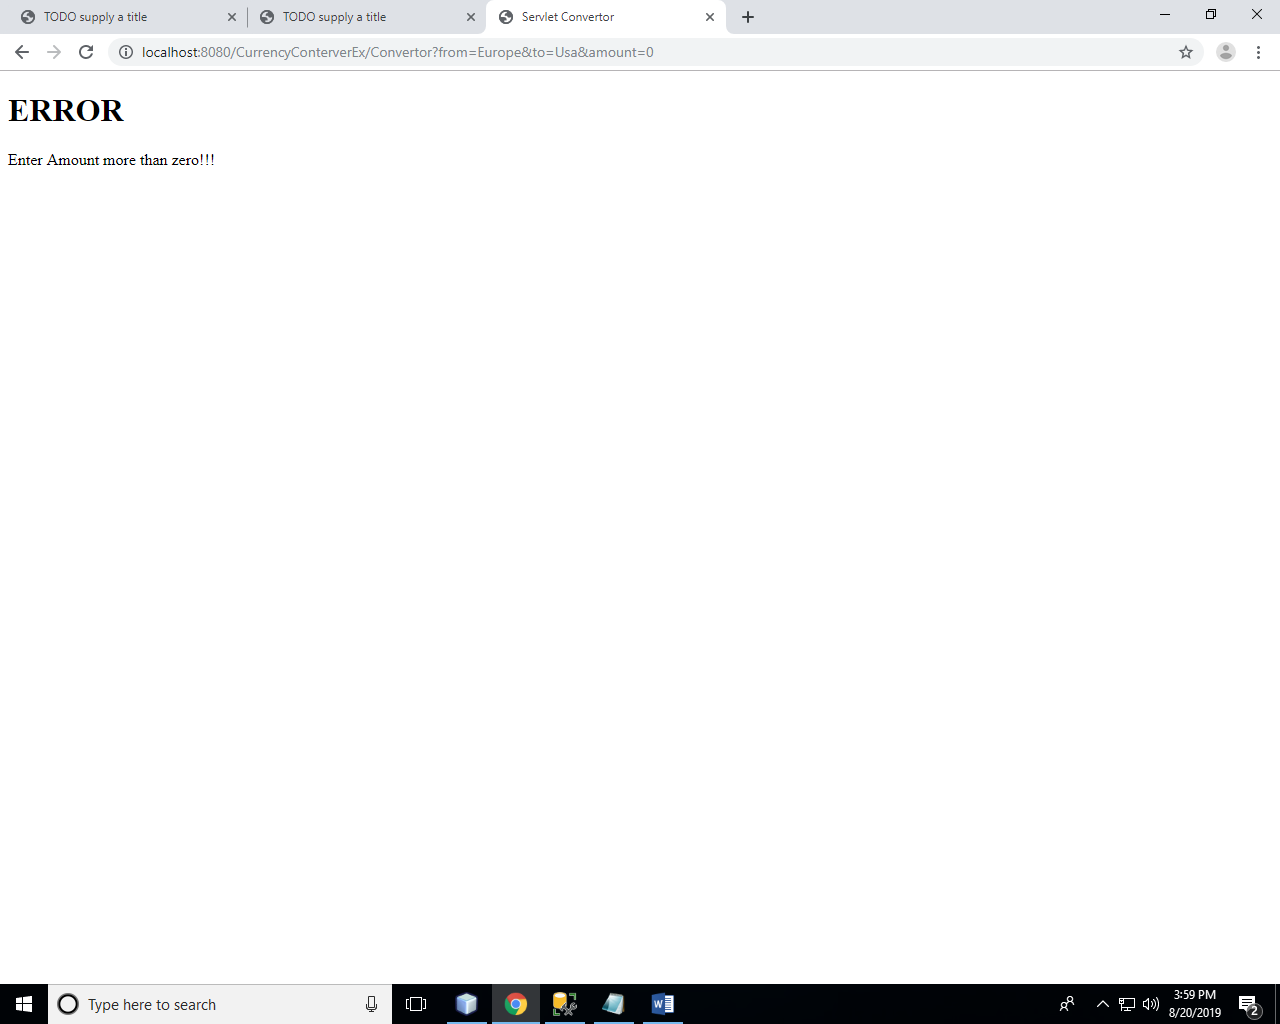 TODO supply a title
TODO supply a title
Servlet Convertor
localhost:8080/CurrencyConterverEx/Convertor?from=Europe&to=Usa&amount=0
ERROR
Enter Amount more than zero!!!
Type here to search
3:59 PM
8/20/2019
2